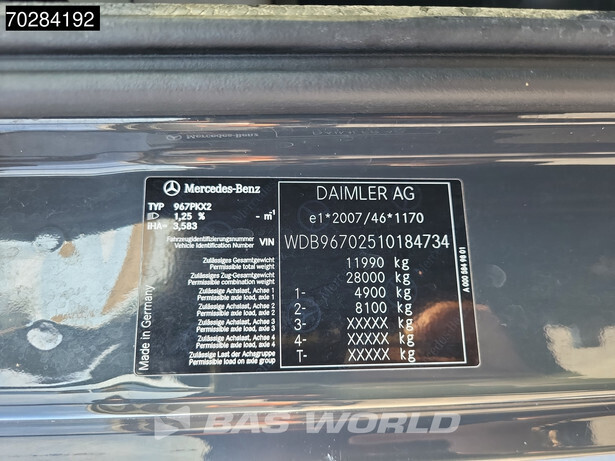 70284192
Mercedes-Benz
DAIMLER AG
TYP 967PKX2
1,25 % - m¹
IHA= 3,583
e1*2007/46*1170
Fahrzeugidentifizierungsnummer
Vehicle Identification Number VIN WDB96702510184734
Zulässiges Gesamtgewicht
Permissible total weight 11990 kg
Zulässiges Zug-Gesamtgewicht
Permissible combination weight 28000 kg
Zulässige Achslast, Achse 1
Permissible axle load, axle 1 1- 4900 kg
Zulässige Achslast, Achse 2
Permissible axle load, axle 2 2- 8100 kg
Zulässige Achslast, Achse 3
Permissible axle load, axle 3 3- XXXXX kg
Zulässige Achslast, Achse 4
Permissible axle load, axle 4 4- XXXXX kg
Zulässige Last der Achsgruppe
Permissible load on axle group T- XXXXX kg
Made in Germany
BAS WORLD